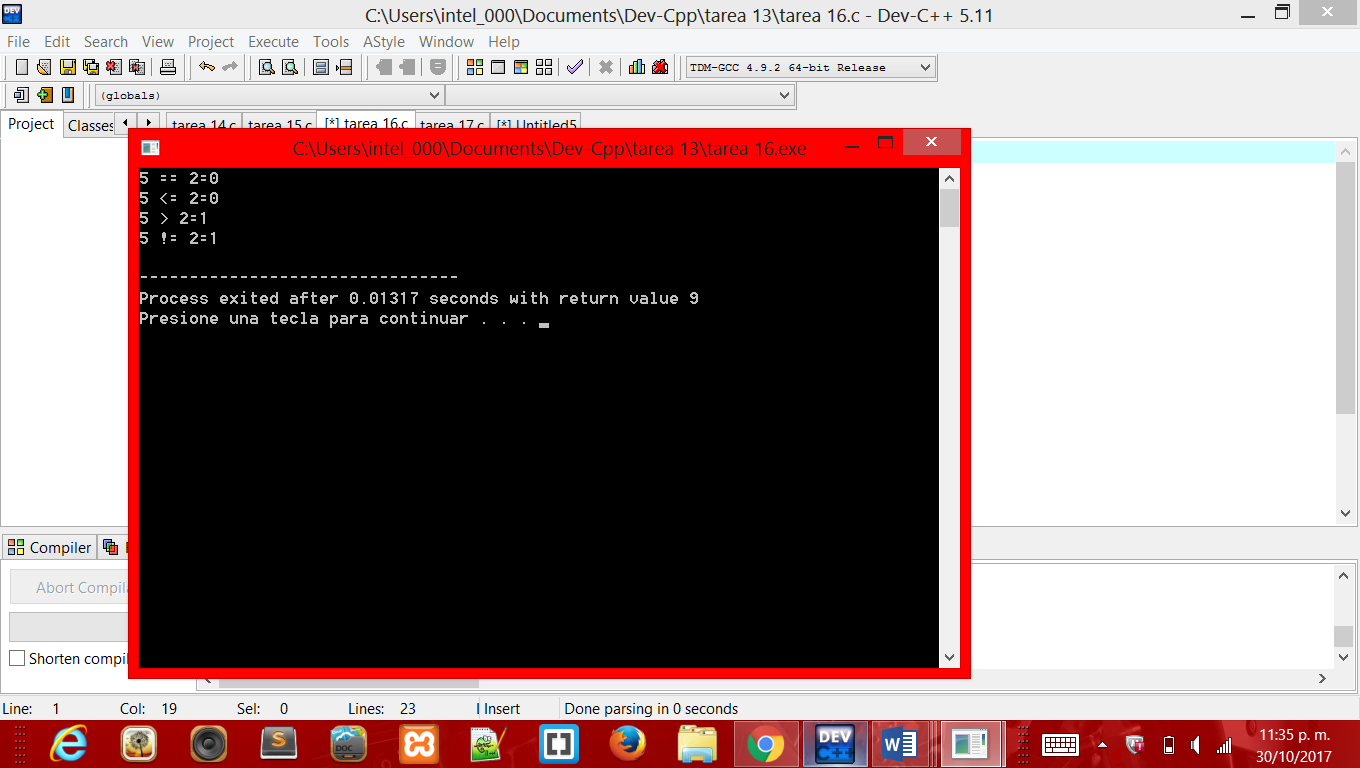 C:\Users\intel_000\Documents\Dev-Cpp\tarea 13\tarea 16.c - Dev-C++ 5.11
File Edit Search View Project Execute Tools AStyle Window Help
TDM-GCC 4.9.2 64-bit Release
(globals)
Project Classes tarea 14.c tarea 15.c [*] tarea 16.c tarea 17.c [*] Untitled5
C:\Users\intel_000\Documents\Dev-Cpp\tarea 13\tarea 16.exe
5 == 2=0
5 <= 2=0
5 > 2=1
5 != 2=1
--------------------------------
Process exited after 0.01317 seconds with return value 9
Presione una tecla para continuar . . .
Compiler
Abort Compil
Shorten compil
Line: 1 Col: 19 Sel: 0 Lines: 23 Insert Done parsing in 0 seconds
DEV C++
11:35 p. m.
30/10/2017